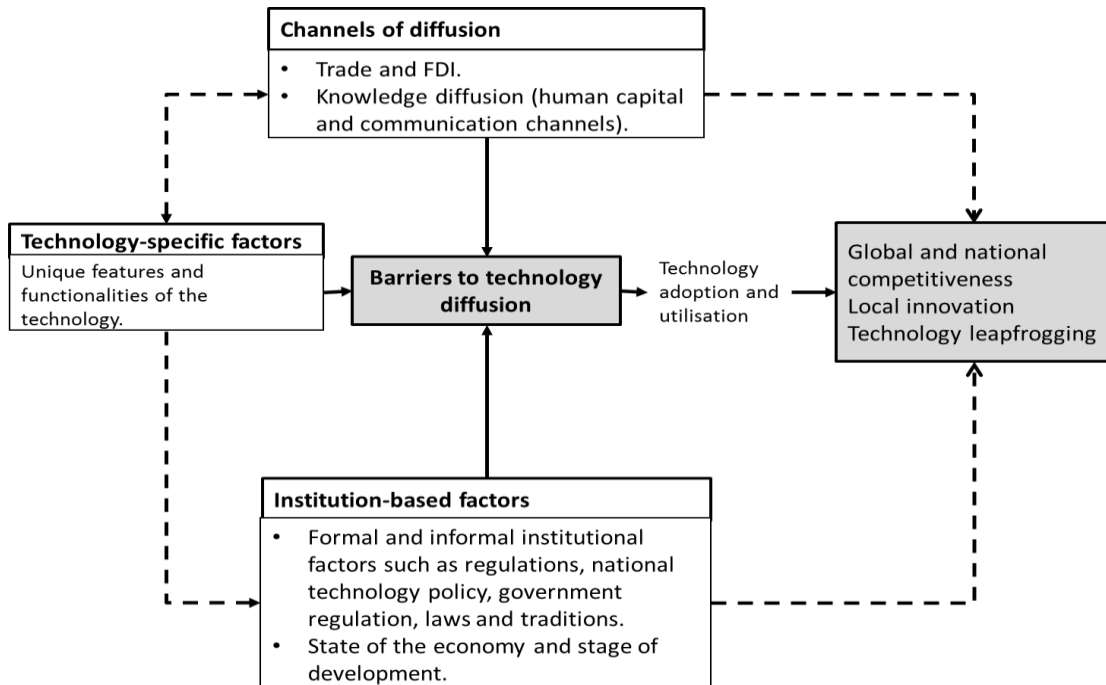 Channels of diffusion
• Trade and FDI.
• Knowledge diffusion (human capital
and communication channels).
Technology-specific factors
Unique features and
functionalities of the
technology.
Barriers to technology
diffusion
Technology
adoption and
utilisation
Global and national
competitiveness
Local innovation
Technology leapfrogging
Institution-based factors
• Formal and informal institutional
factors such as regulations, national
technology policy, government
regulation, laws and traditions.
• State of the economy and stage of
development.